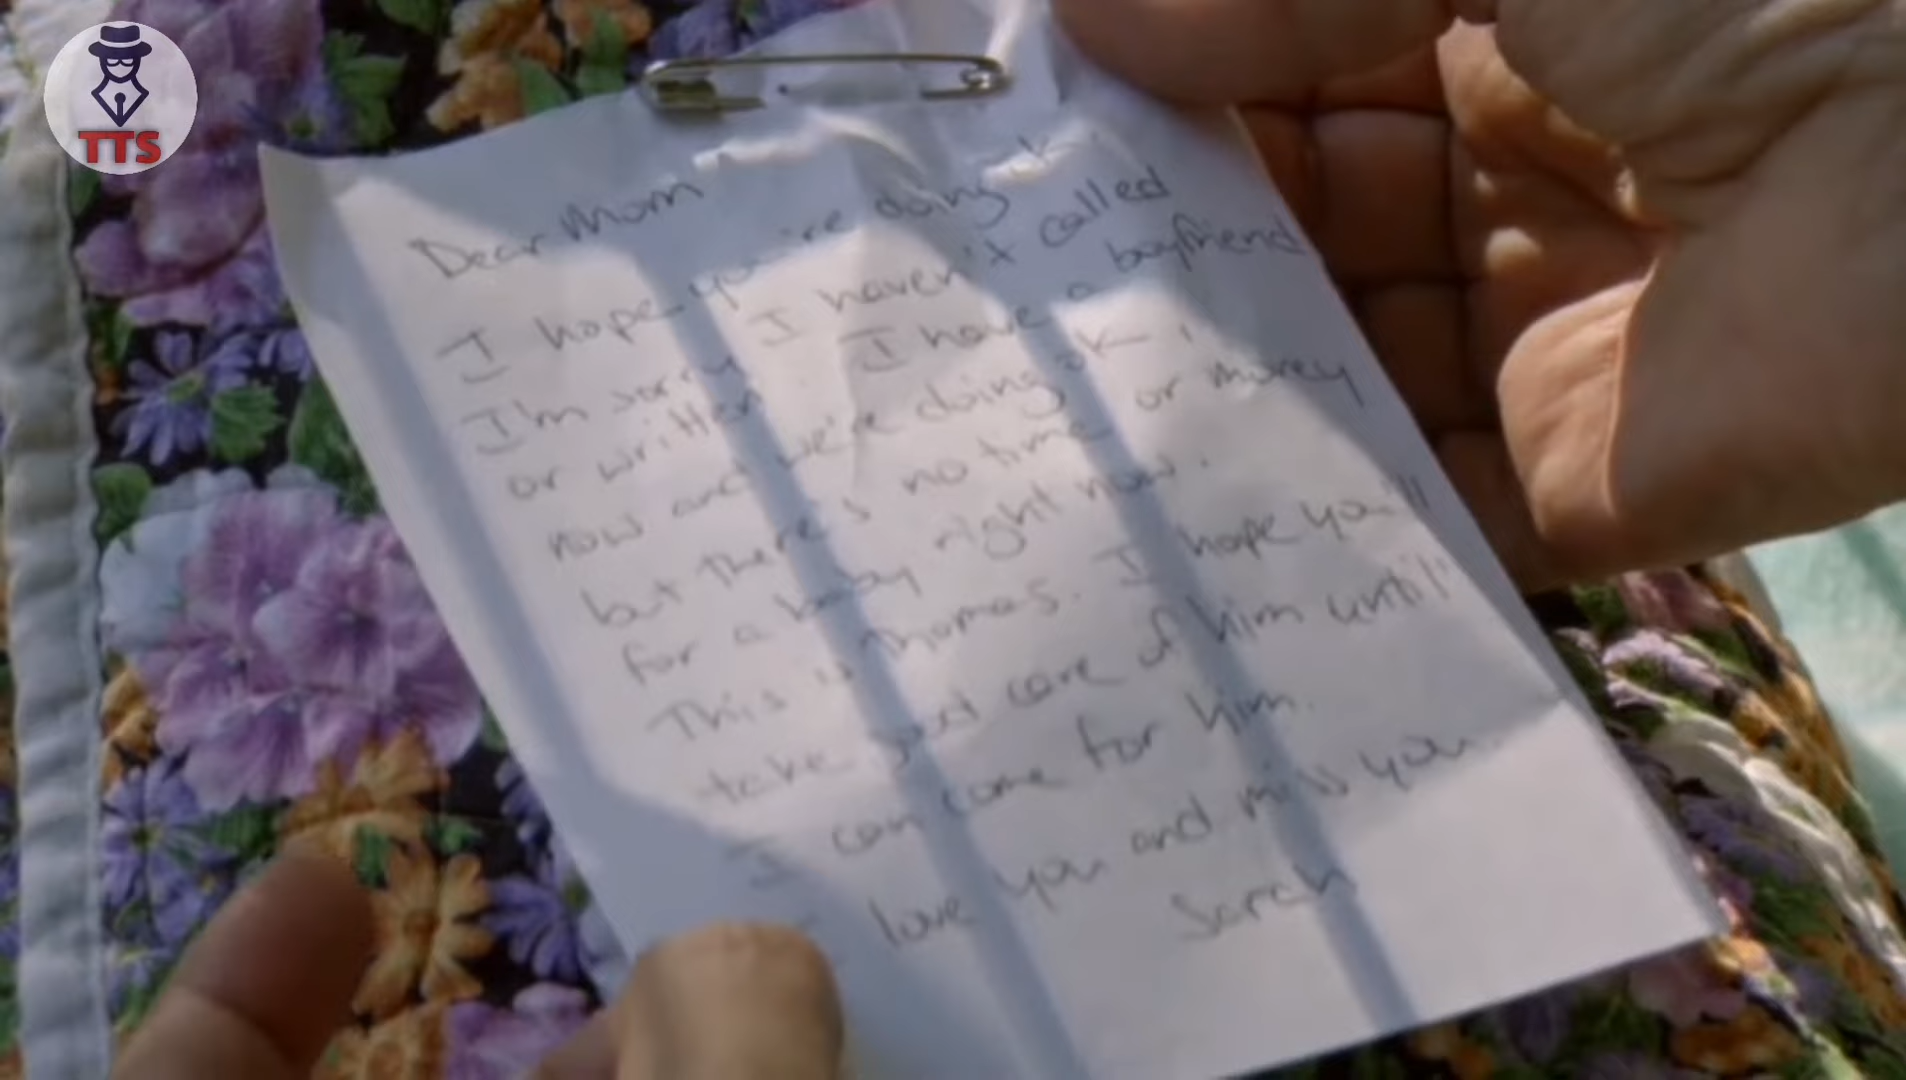 TTS
Dear Mom
I hope you're doing ok.
I'm sorry I haven't called
or written. I have a boyfriend
now and we're doing ok,
but there's no time or money
for a baby right now.
This is Thomas. I hope you'll
take good care of him until
I can come for him.
I love you and miss you.
Sarah